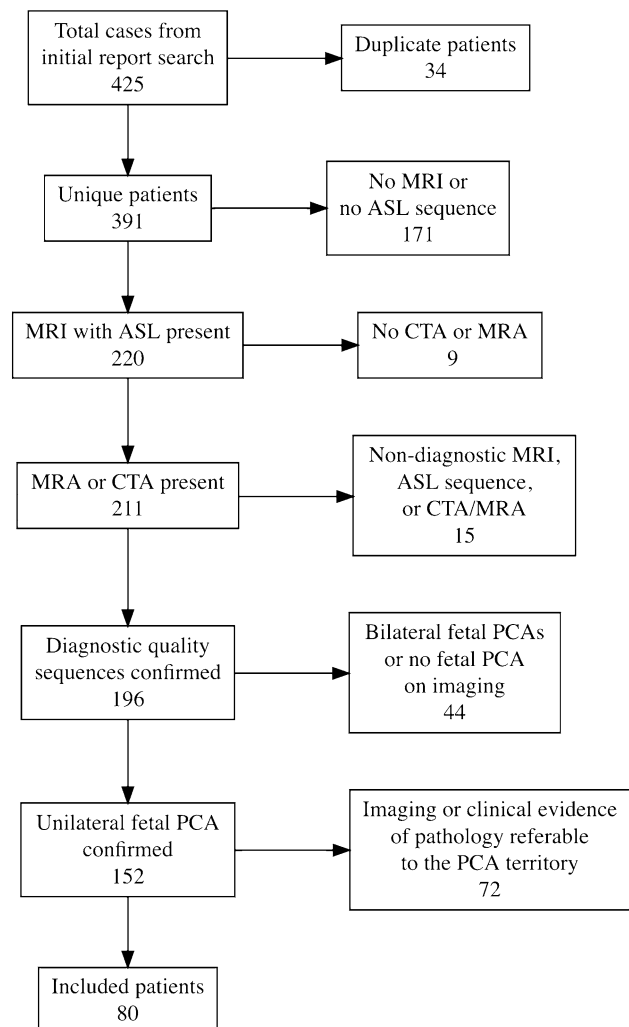 Total cases from
initial report search
425
Duplicate patients
34
Unique patients
391
No MRI or
no ASL sequence
171
MRI with ASL present
220
No CTA or MRA
9
MRA or CTA present
211
Non-diagnostic MRI,
ASL sequence,
or CTA/MRA
15
Diagnostic quality
sequences confirmed
196
Bilateral fetal PCAs
or no fetal PCA
on imaging
44
Unilateral fetal PCA
confirmed
152
Imaging or clinical evidence
of pathology referable
to the PCA territory
72
Included patients
80